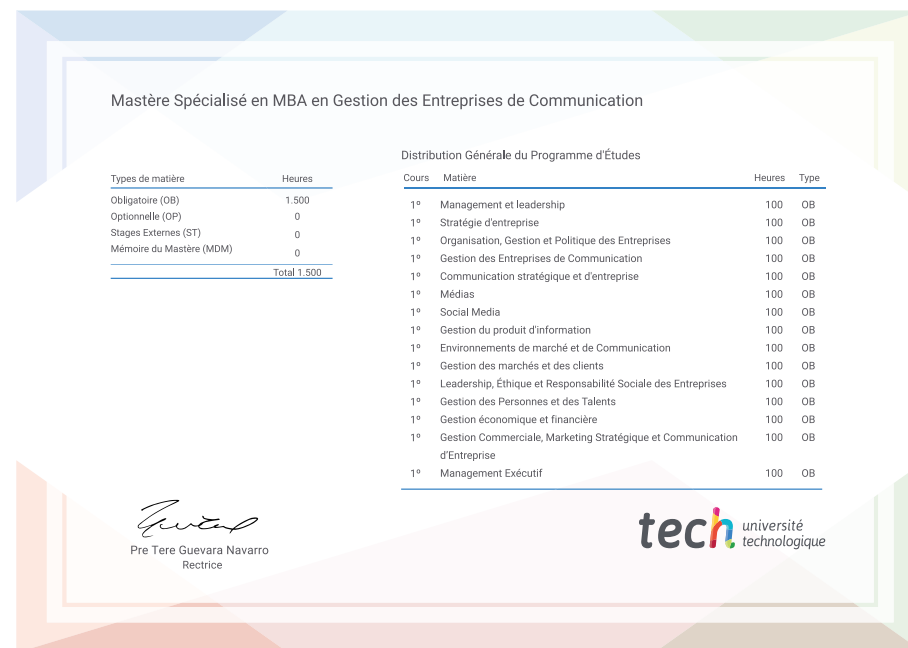 Mastère Spécialisé en MBA en Gestion des Entreprises de Communication
Types de matière Heures
Obligatoire (OB) 1.500
Optionnelle (OP) 0
Stages Externes (ST) 0
Mémoire du Mastère (MDM) 0
Total 1.500
Distribution Générale du Programme d'Études
Cours Matière Heures Type
1º Management et leadership 100 OB
1º Stratégie d'entreprise 100 OB
1º Organisation, Gestion et Politique des Entreprises 100 OB
1º Gestion des Entreprises de Communication 100 OB
1º Communication stratégique et d'entreprise 100 OB
1º Médias 100 OB
1º Social Media 100 OB
1º Gestion du produit d'information 100 OB
1º Environnements de marché et de Communication 100 OB
1º Gestion des marchés et des clients 100 OB
1º Leadership, Éthique et Responsabilité Sociale des Entreprises 100 OB
1º Gestion des Personnes et des Talents 100 OB
1º Gestion économique et financière 100 OB
1º Gestion Commerciale, Marketing Stratégique et Communication 100 OB
d'Entreprise
1º Management Exécutif 100 OB
Pre Tere Guevara Navarro
Rectrice
tech université
technologique